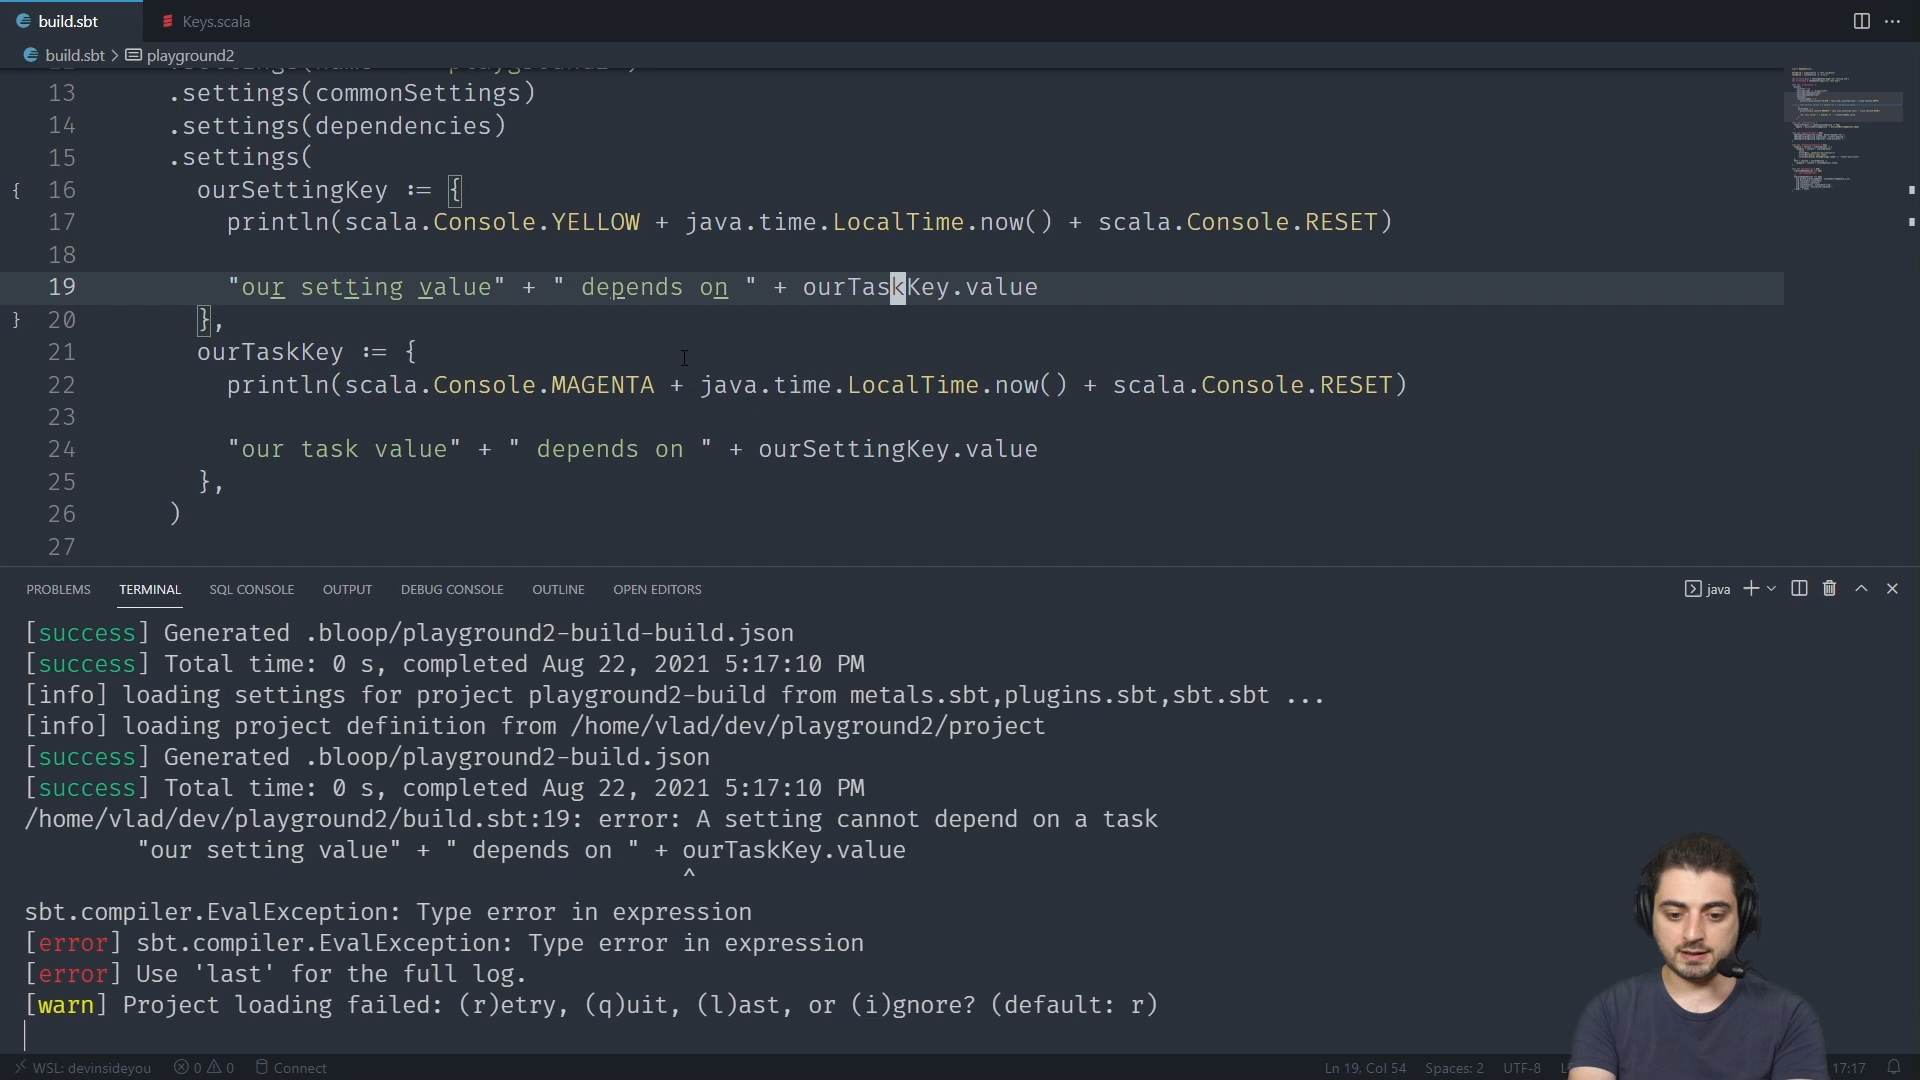 build.sbt
Keys.scala
build.sbt > playground2
13 .settings(commonSettings)
14 .settings(dependencies)
15 .settings(
{ 16 ourSettingKey := {
17 println(scala.Console.YELLOW + java.time.LocalTime.now() + scala.Console.RESET)
18
19 "our setting value" + " depends on " + ourTaskKey.value
} 20 },
21 ourTaskKey := {
22 println(scala.Console.MAGENTA + java.time.LocalTime.now() + scala.Console.RESET)
23
24 "our task value" + " depends on " + ourSettingKey.value
25 },
26 )
27
PROBLEMS TERMINAL SQL CONSOLE OUTPUT DEBUG CONSOLE OUTLINE OPEN EDITORS java
[success] Generated .bloop/playground2-build-build.json
[success] Total time: 0 s, completed Aug 22, 2021 5:17:10 PM
[info] loading settings for project playground2-build from metals.sbt,plugins.sbt,sbt.sbt ...
[info] loading project definition from /home/vlad/dev/playground2/project
[success] Generated .bloop/playground2-build.json
[success] Total time: 0 s, completed Aug 22, 2021 5:17:10 PM
/home/vlad/dev/playground2/build.sbt:19: error: A setting cannot depend on a task
"our setting value" + " depends on " + ourTaskKey.value
^
sbt.compiler.EvalException: Type error in expression
[error] sbt.compiler.EvalException: Type error in expression
[error] Use 'last' for the full log.
[warn] Project loading failed: (r)etry, (q)uit, (l)ast, or (i)gnore? (default: r)
WSL: devinsideyou 0 0 Connect Ln 19, Col 54 Spaces: 2 UTF-8 17:17